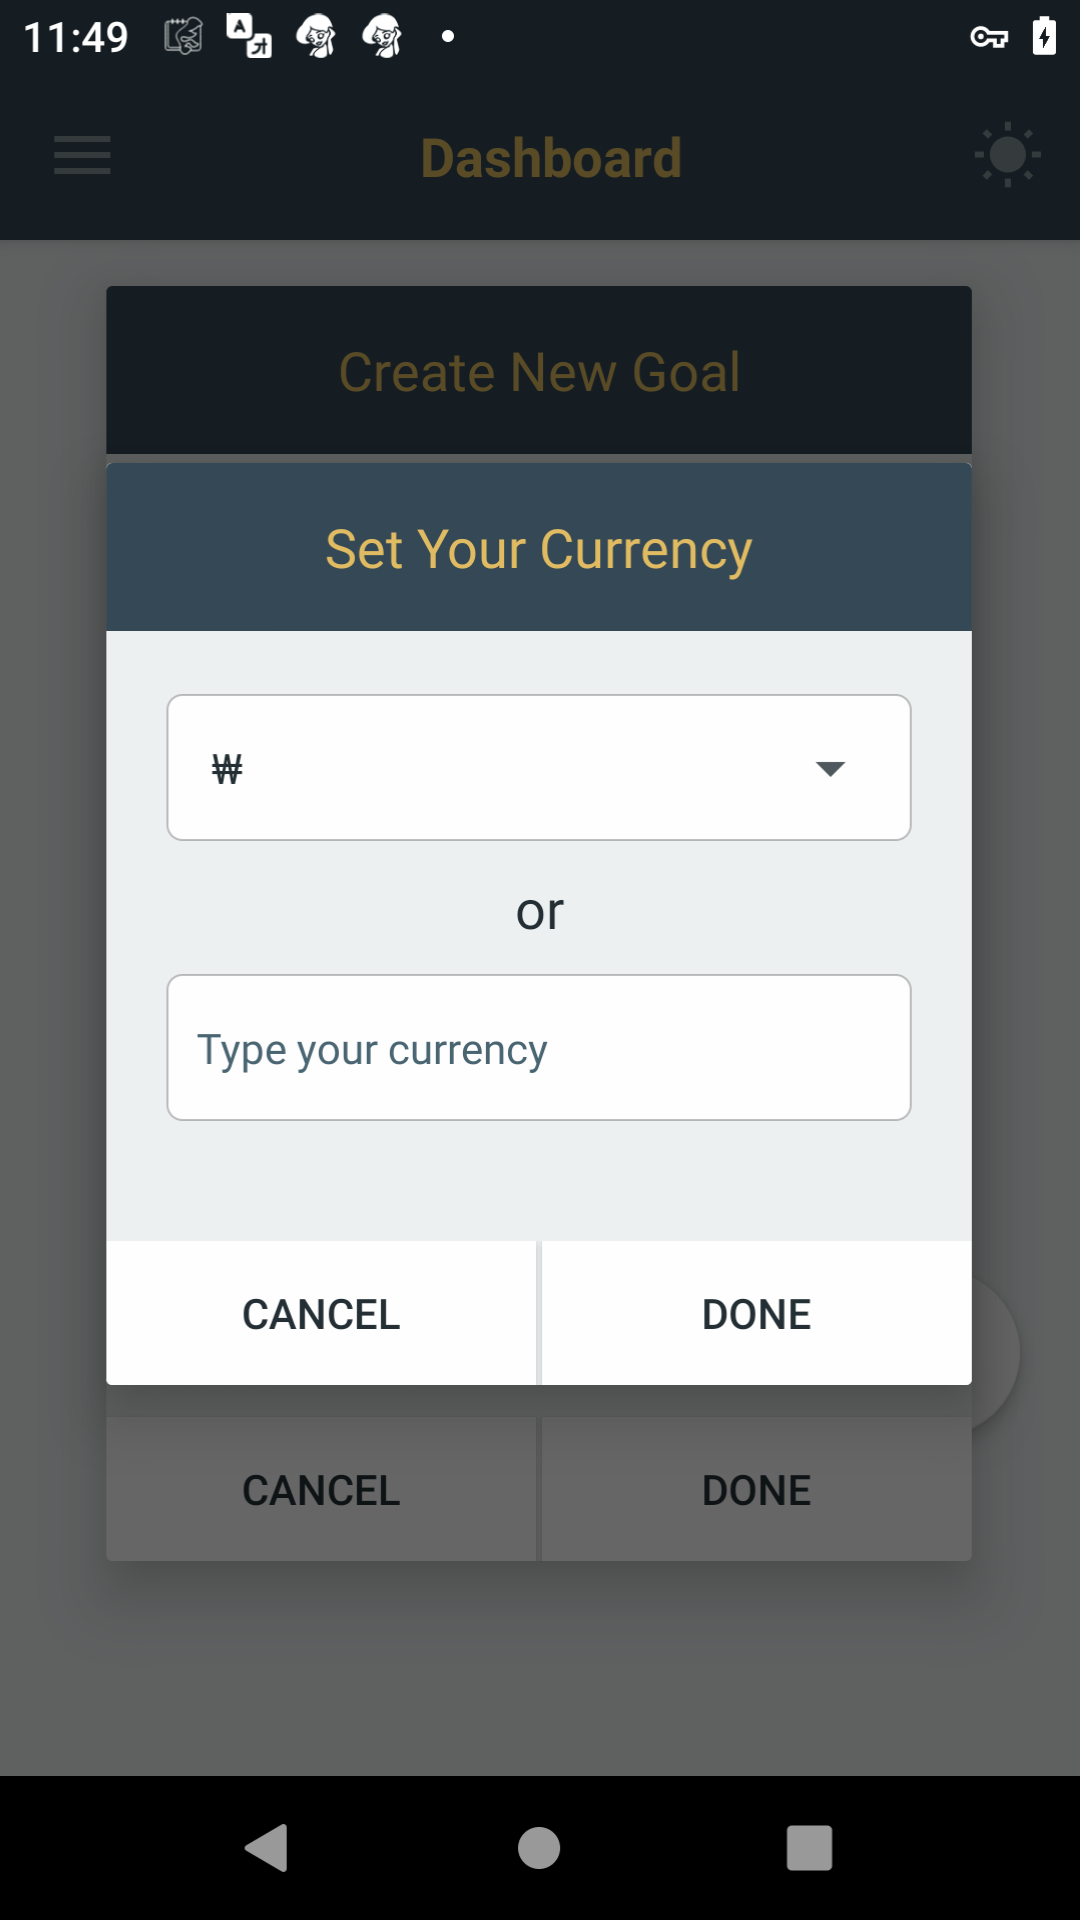 11:49
Dashboard
Create New Goal
Set Your Currency
₩
or
Type your currency
CANCEL DONE
CANCEL DONE